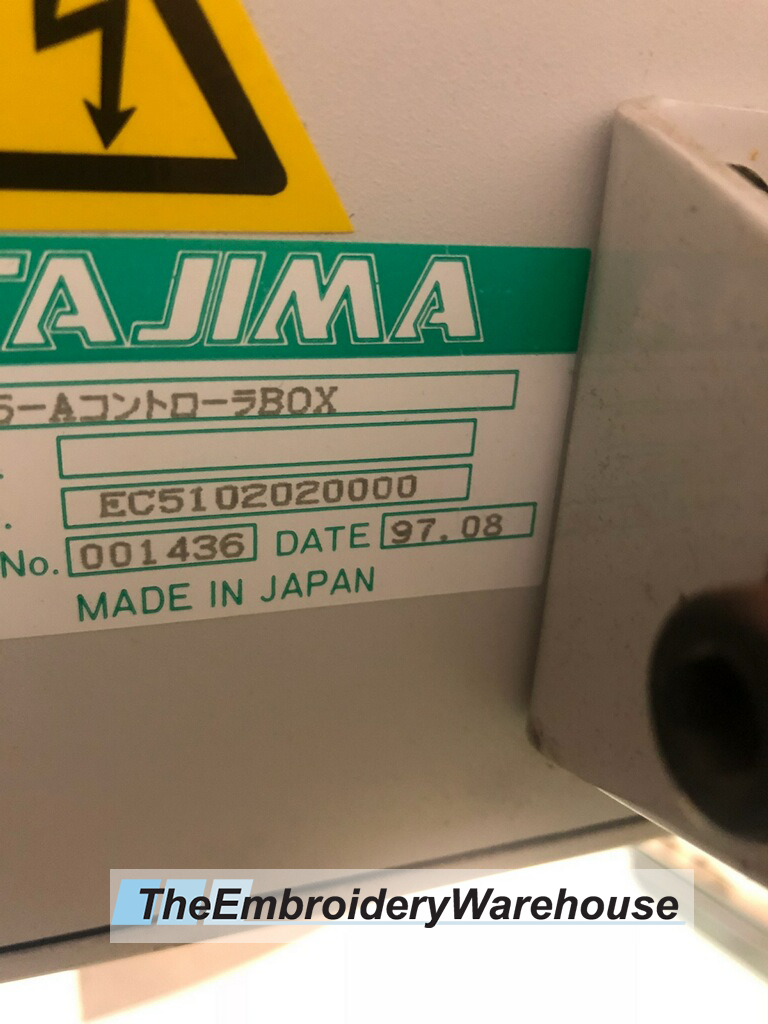 TAJIMA
5-AコントローラBOX
EC5102020000
No. 001436 DATE 97.08
MADE IN JAPAN
TheEmbroideryWarehouse